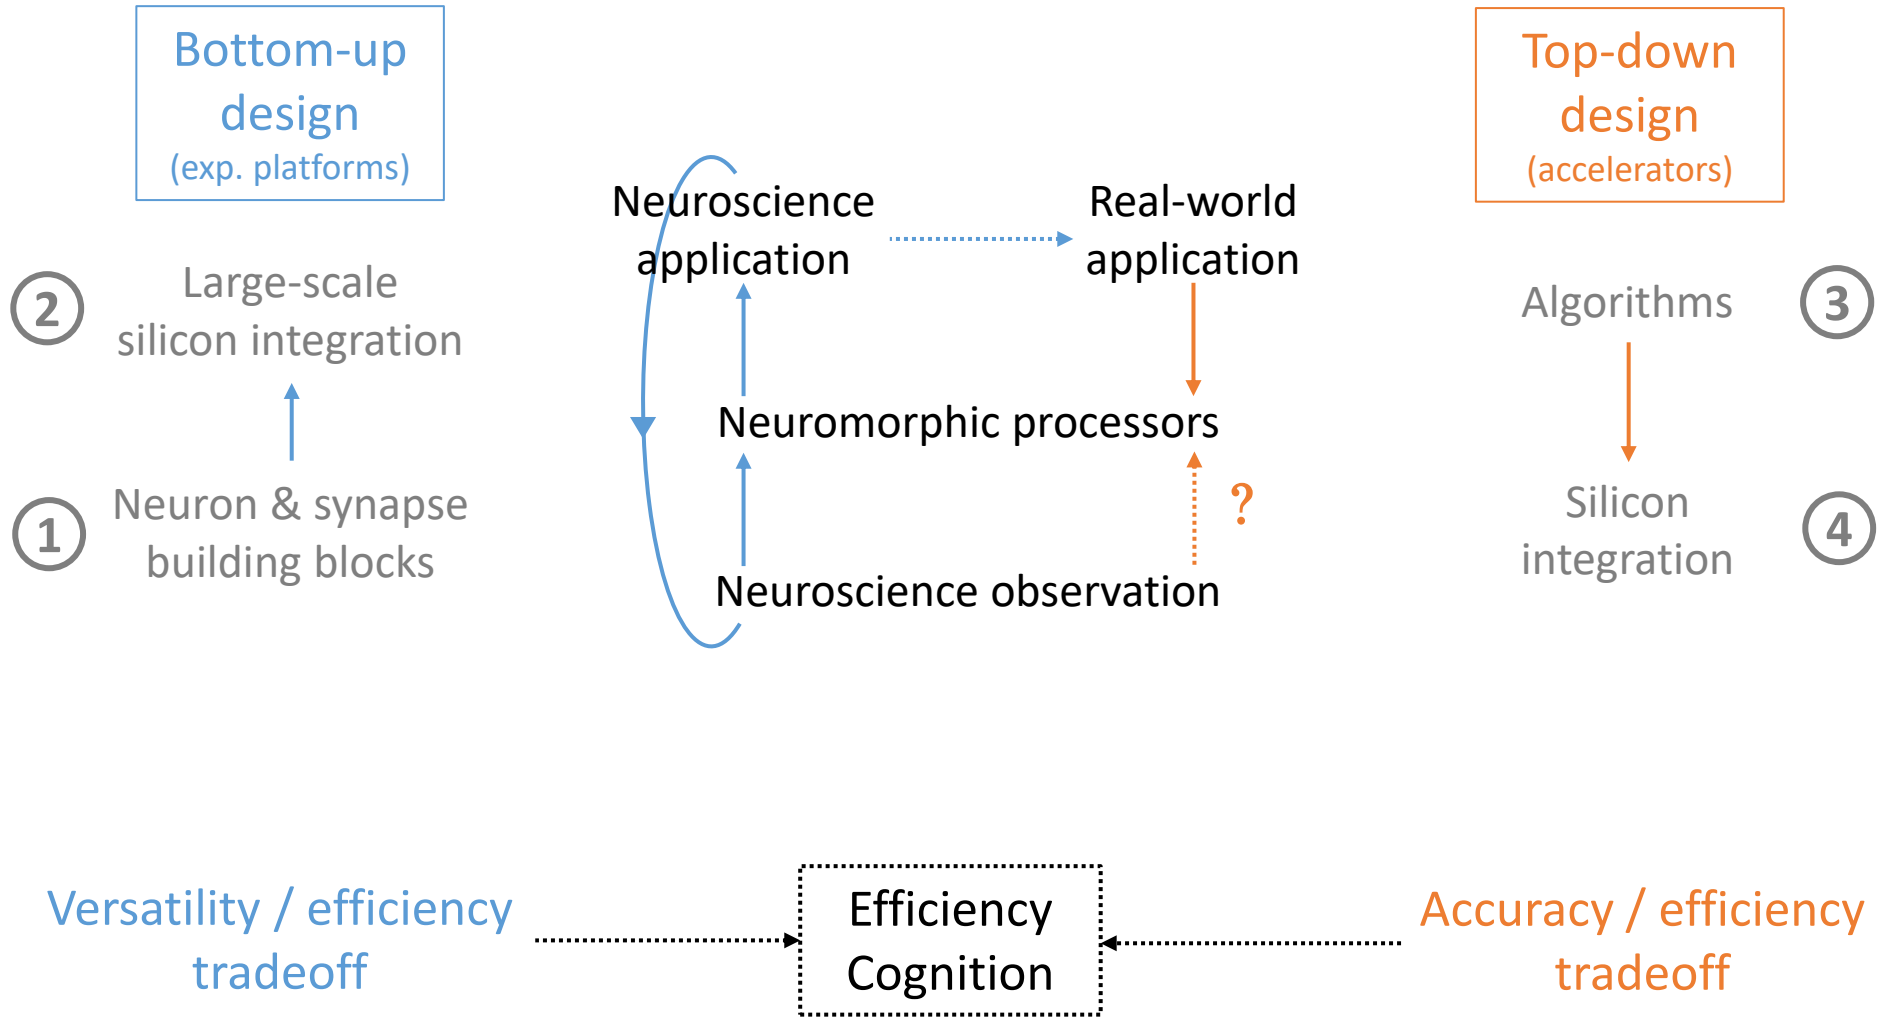 Bottom-up
design
(exp. platforms)
2
Large-scale
silicon integration
1
Neuron & synapse
building blocks
Neuroscience
application
Real-world
application
Neuromorphic processors
?
Neuroscience observation
Top-down
design
(accelerators)
Algorithms
3
Silicon
integration
4
Versatility / efficiency
tradeoff
Efficiency
Cognition
Accuracy / efficiency
tradeoff